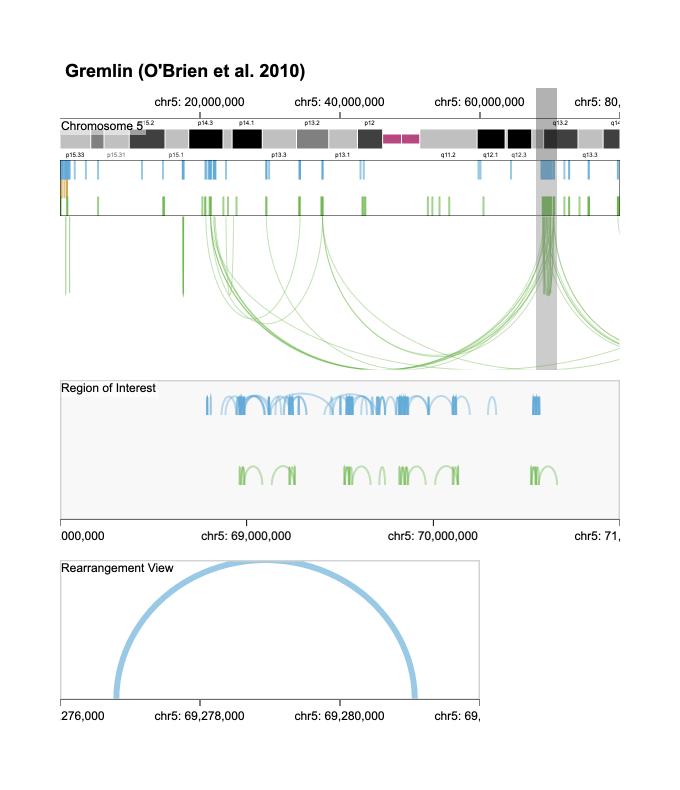 Gremlin (O'Brien et al. 2010)
chr5: 20,000,000 chr5: 40,000,000 chr5: 60,000,000 chr5: 80,
Chromosome 5
15.2 p14.3 p14.1 p13.2 p12 q13.2 q14
p15.33 p15.31 p15.1 p13.3 p13.1 q11.2 q12.1 q12.3 q13.3
Region of Interest
000,000 chr5: 69,000,000 chr5: 70,000,000 chr5: 71,
Rearrangement View
276,000 chr5: 69,278,000 chr5: 69,280,000 chr5: 69,